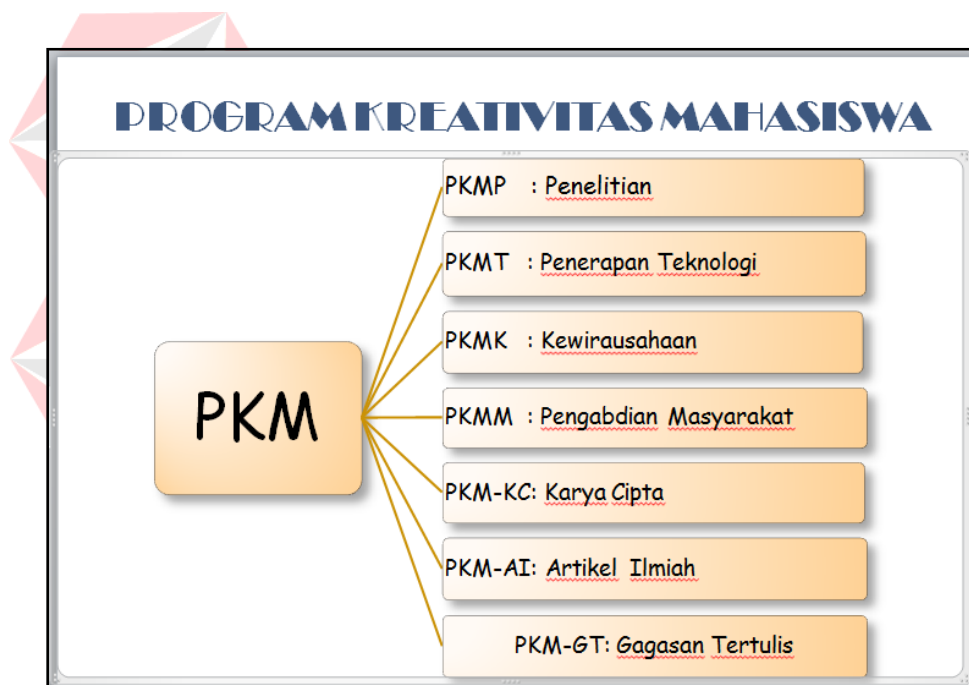 PROGRAM KREATIVITAS MAHASISWA
PKMP : Penelitian
PKMT : Penerapan Teknologi
PKMK : Kewirausahaan
PKM
PKMM : Pengabdian Masyarakat
PKM-KC: Karya Cipta
PKM-AI: Artikel Ilmiah
PKM-GT: Gagasan Tertulis